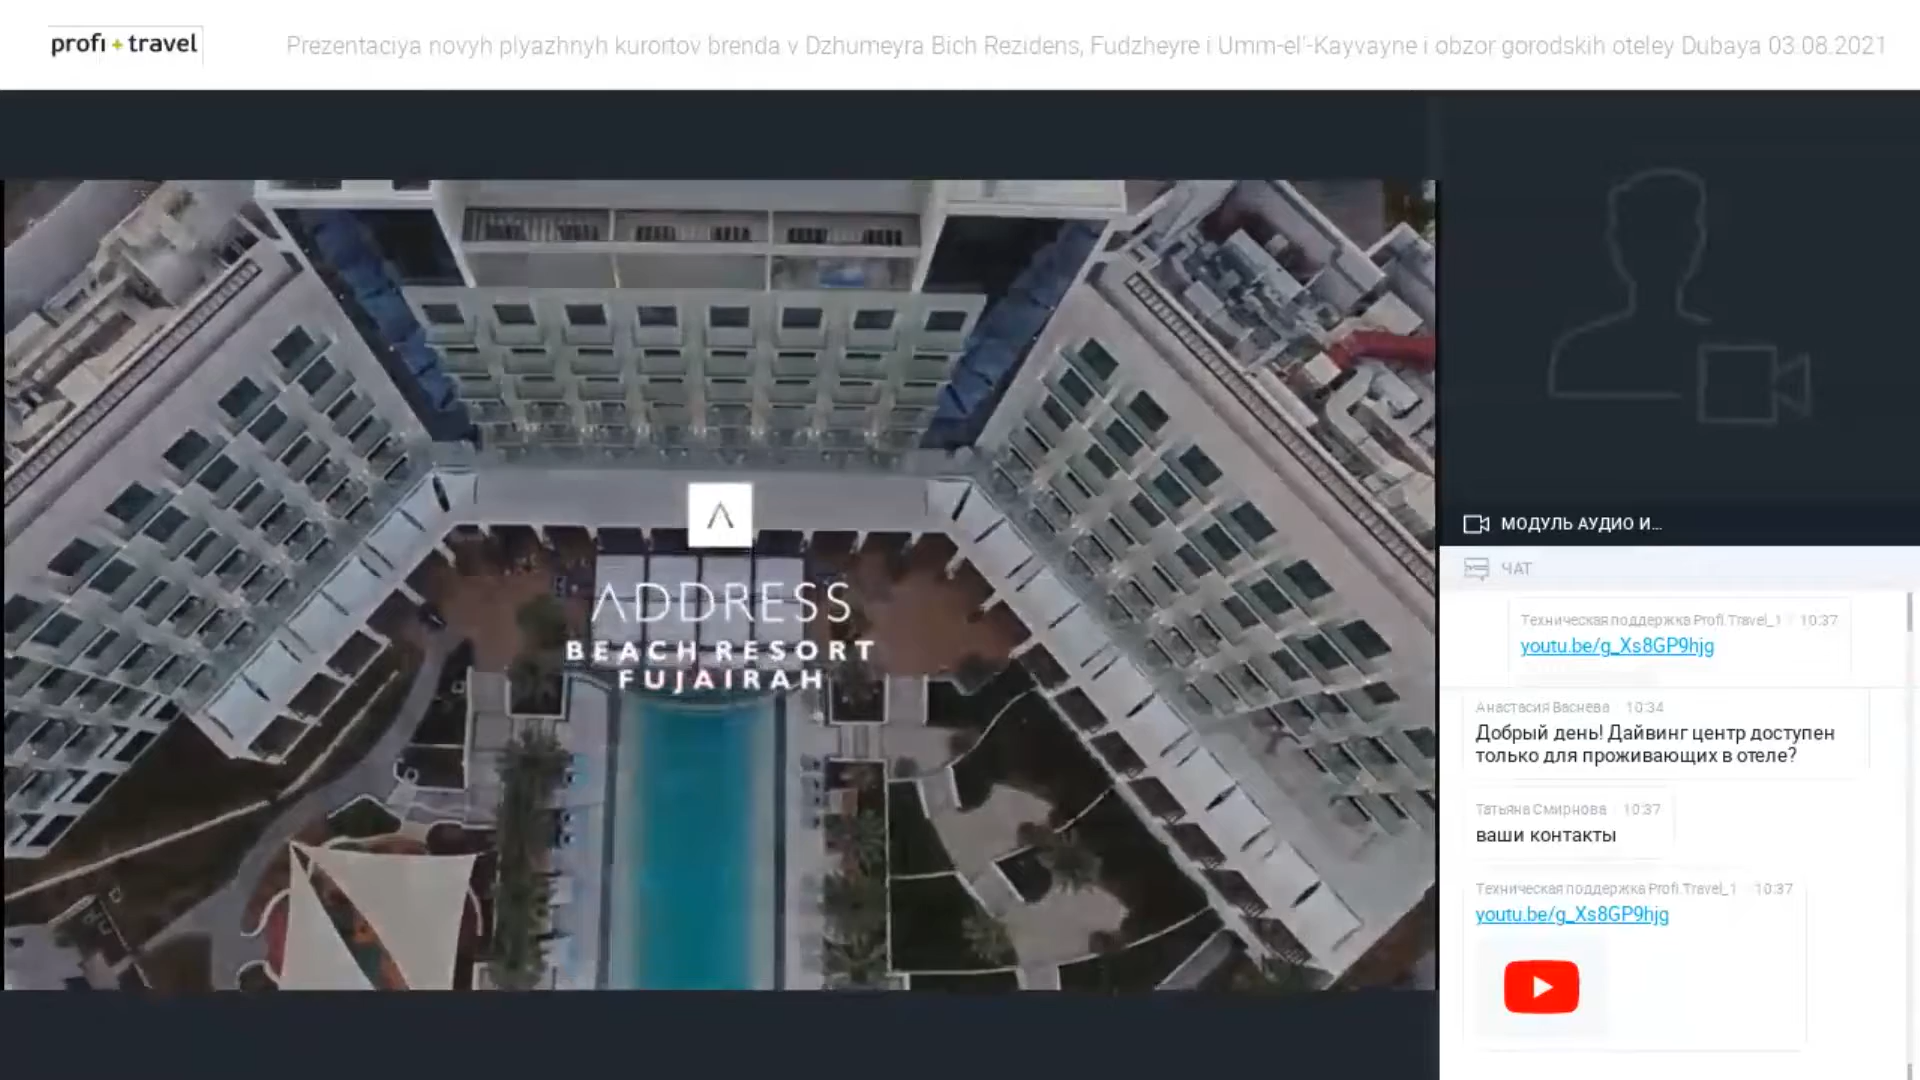 profi + travel
Prezentaciya novyh plyazhnyh kurortov brenda v Dzhumeyra Bich Rezidens, Fudzheyre i Umm-el'-Kayvayne i obzor gorodskih oteley Dubaya 03.08.2021
ADDRESS
BEACH RESORT
FUJAIRAH
МОДУЛЬ АУДИО И...
ЧАТ
Техническая поддержка Profi.Travel_1 10:37
youtu.be/g_Xs8GP9hjg
Анастасия Васнева 10:34
Добрый день! Дайвинг центр доступен
только для проживающих в отеле?
Татьяна Смирнова 10:37
ваши контакты
Техническая поддержка Profi.Travel_1 10:37
youtu.be/g_Xs8GP9hjg